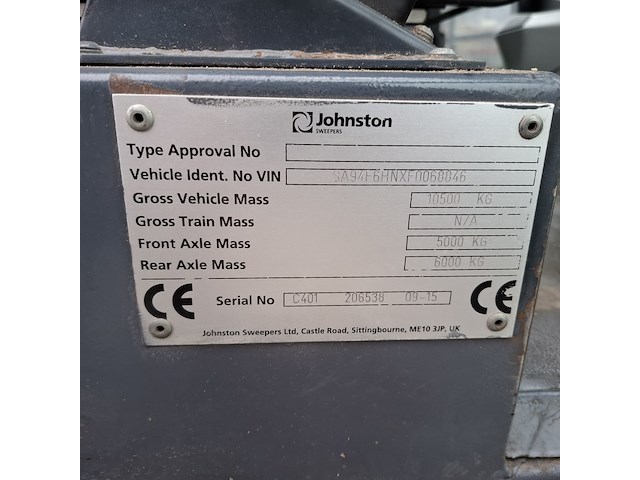 Johnston
SWEEPERS
Type Approval No
Vehicle Ident. No VIN
Gross Vehicle Mass 10500 KG
Gross Train Mass N/A
Front Axle Mass 5000 KG
Rear Axle Mass 6000 KG
CE Serial No C401 206538 09-15 CE
Johnston Sweepers Ltd, Castle Road, Sittingbourne, ME10 3JP, UK